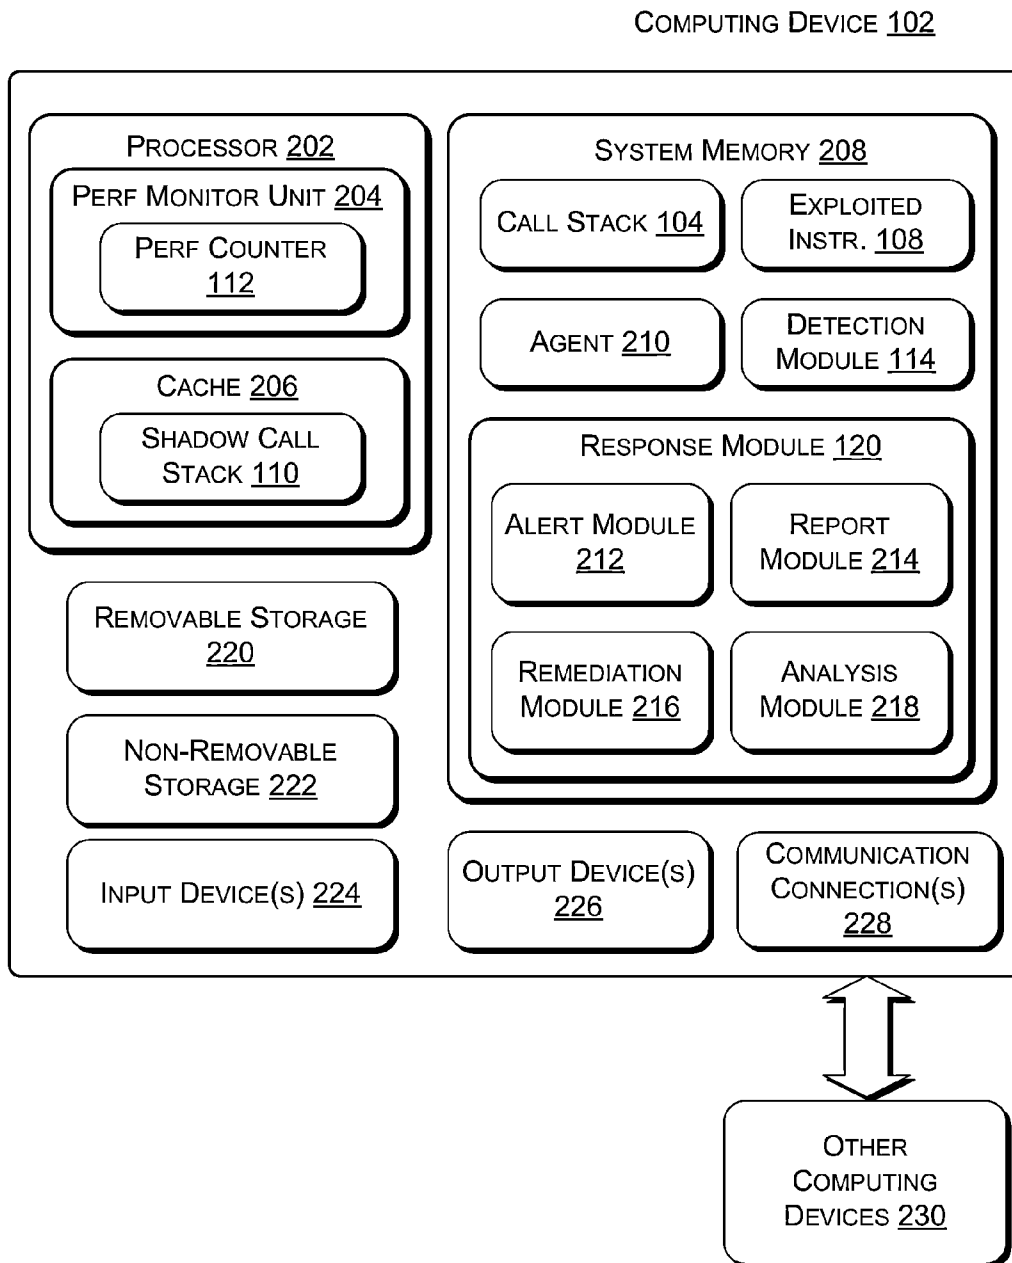 COMPUTING DEVICE 102
PROCESSOR 202
PERF MONITOR UNIT 204
PERF COUNTER
112
CACHE 206
SHADOW CALL
STACK 110
SYSTEM MEMORY 208
CALL STACK 104
EXPLOITED
INSTR. 108
AGENT 210
DETECTION
MODULE 114
RESPONSE MODULE 120
ALERT MODULE
212
REPORT
MODULE 214
REMEDIATION
MODULE 216
ANALYSIS
MODULE 218
REMOVABLE STORAGE
220
NON-REMOVABLE
STORAGE 222
INPUT DEVICE(S) 224
OUTPUT DEVICE(S)
226
COMMUNICATION
CONNECTION(S)
228
OTHER
COMPUTING
DEVICES 230